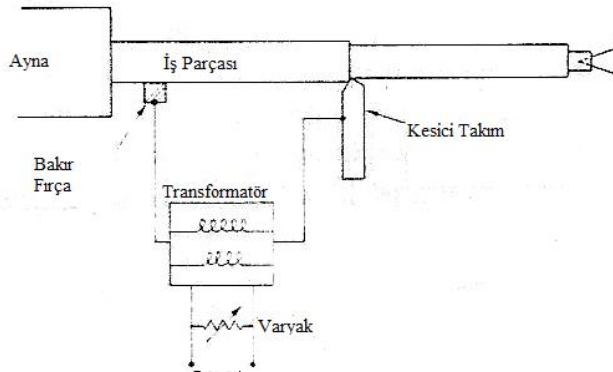 Ayna
İş Parçası
Kesici Takım
Bakır
Fırça
Transformatör
Varyak